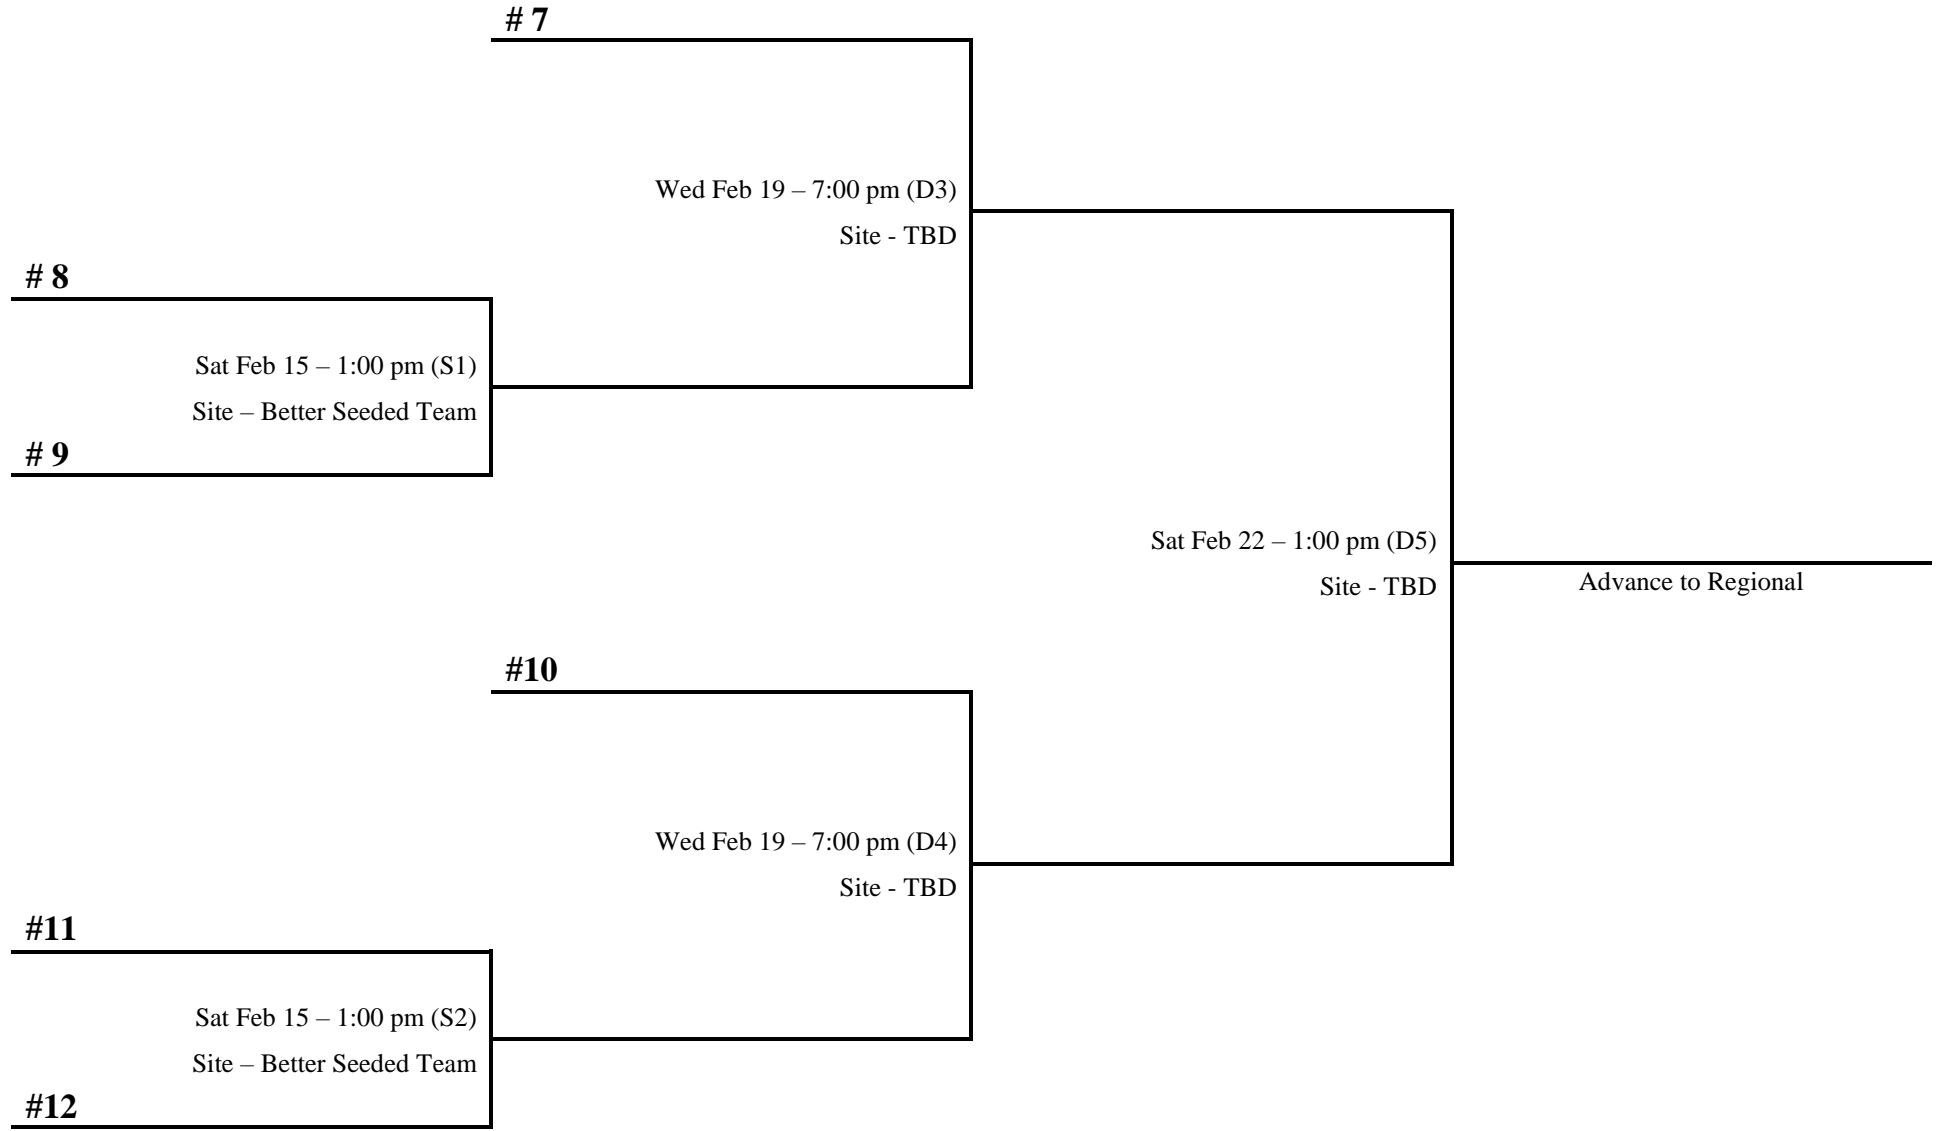 # 7
Wed Feb 19 – 7:00 pm (D3)
Site - TBD
# 8
Sat Feb 15 – 1:00 pm (S1)
Site – Better Seeded Team
# 9
Sat Feb 22 – 1:00 pm (D5)
Site - TBD
Advance to Regional
#10
Wed Feb 19 – 7:00 pm (D4)
Site - TBD
#11
Sat Feb 15 – 1:00 pm (S2)
Site – Better Seeded Team
#12